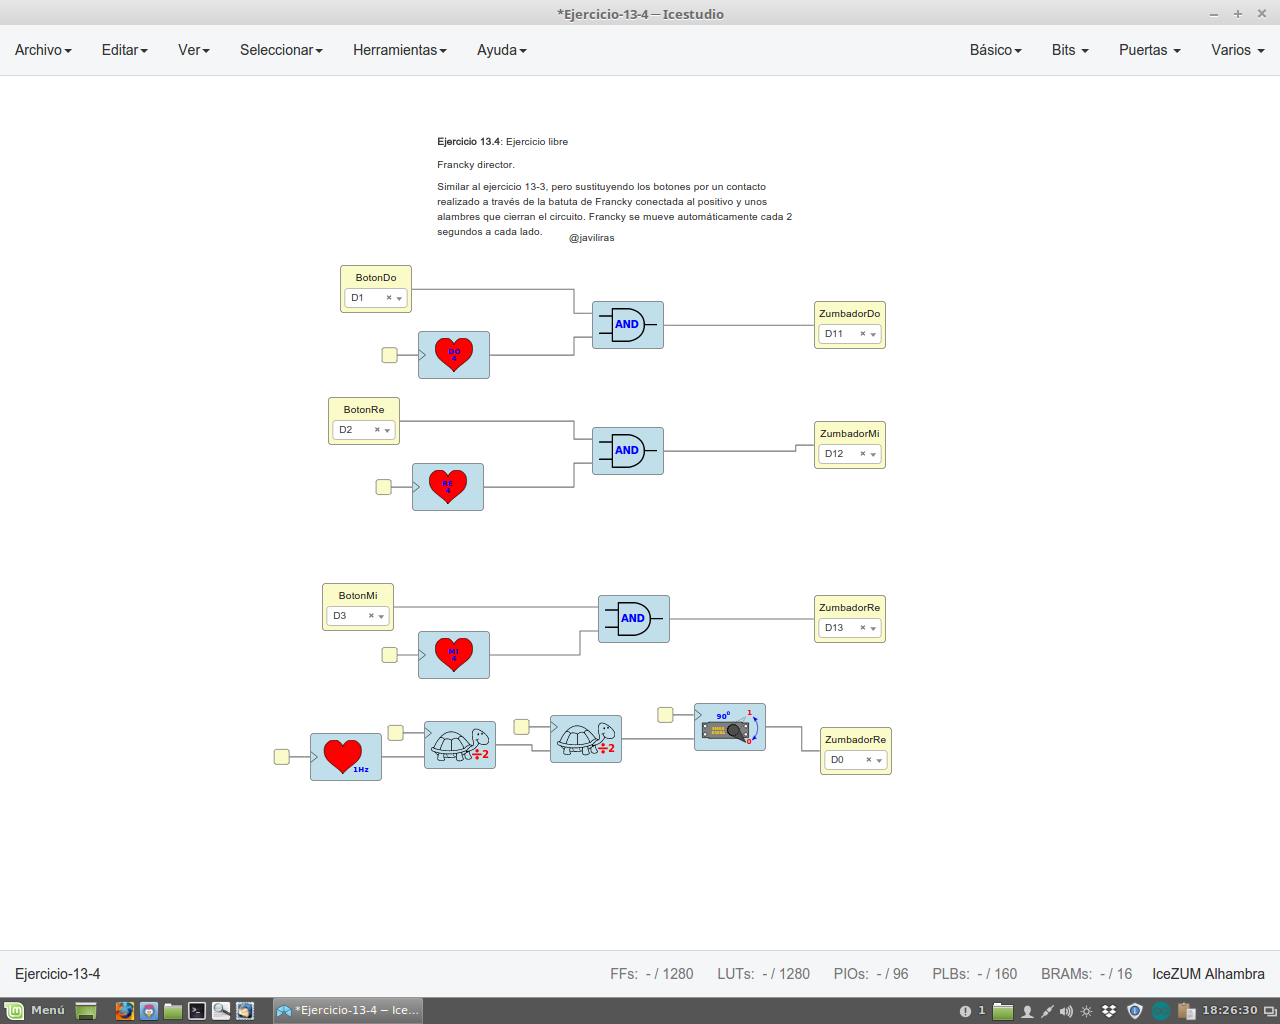 *Ejercicio-13-4 ─ Icestudio
Archivo Editar Ver Seleccionar Herramientas Ayuda Básico Bits Puertas Varios
Ejercicio 13.4: Ejercicio libre
Francky director.
Similar al ejercicio 13-3, pero sustituyendo los botones por un contacto
realizado a través de la batuta de Francky conectada al positivo y unos
alambres que cierran el circuito. Francky se mueve automáticamente cada 2
segundos a cada lado.
@javiliras
BotonDo
D1
DO
4
AND
ZumbadorDo
D11
BotonRe
D2
RE
4
AND
ZumbadorMi
D12
BotonMi
D3
MI
4
AND
ZumbadorRe
D13
1Hz
÷2
÷2
90º
1
0
ZumbadorRe
D0
Ejercicio-13-4 FFs: - / 1280 LUTs: - / 1280 PIOs: - / 96 PLBs: - / 160 BRAMs: - / 16 IceZUM Alhambra
Menú *Ejercicio-13-4 ─ Ice... 1 18:26:30